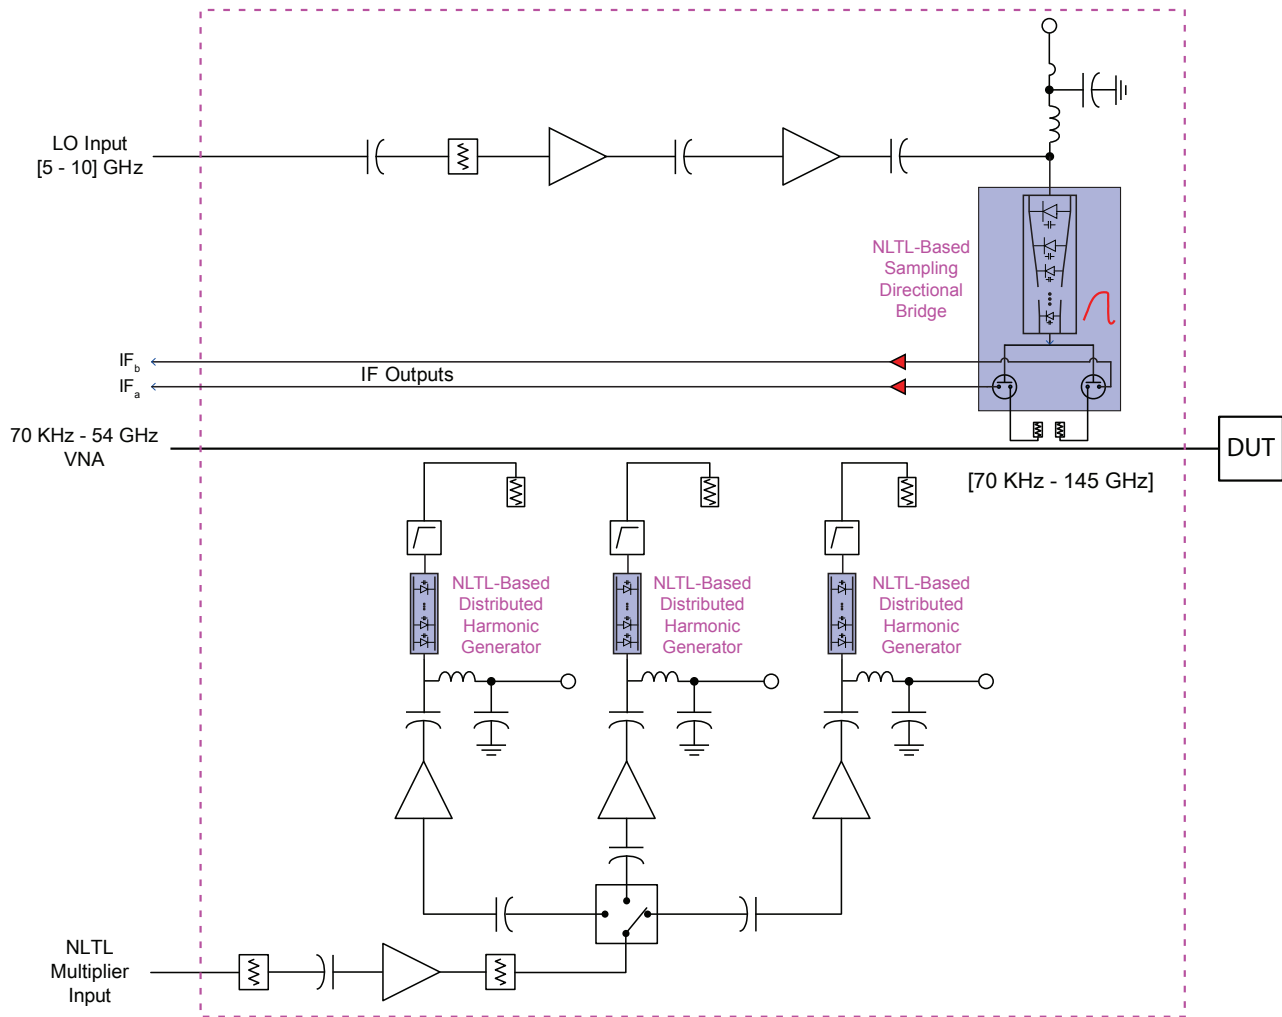 LO Input
[5 - 10] GHz
NLTL-Based
Sampling
Directional
Bridge
IFb
IFa
IF Outputs
70 KHz - 54 GHz
VNA
DUT
[70 KHz - 145 GHz]
NLTL-Based
Distributed
Harmonic
Generator
NLTL-Based
Distributed
Harmonic
Generator
NLTL-Based
Distributed
Harmonic
Generator
NLTL
Multiplier
Input